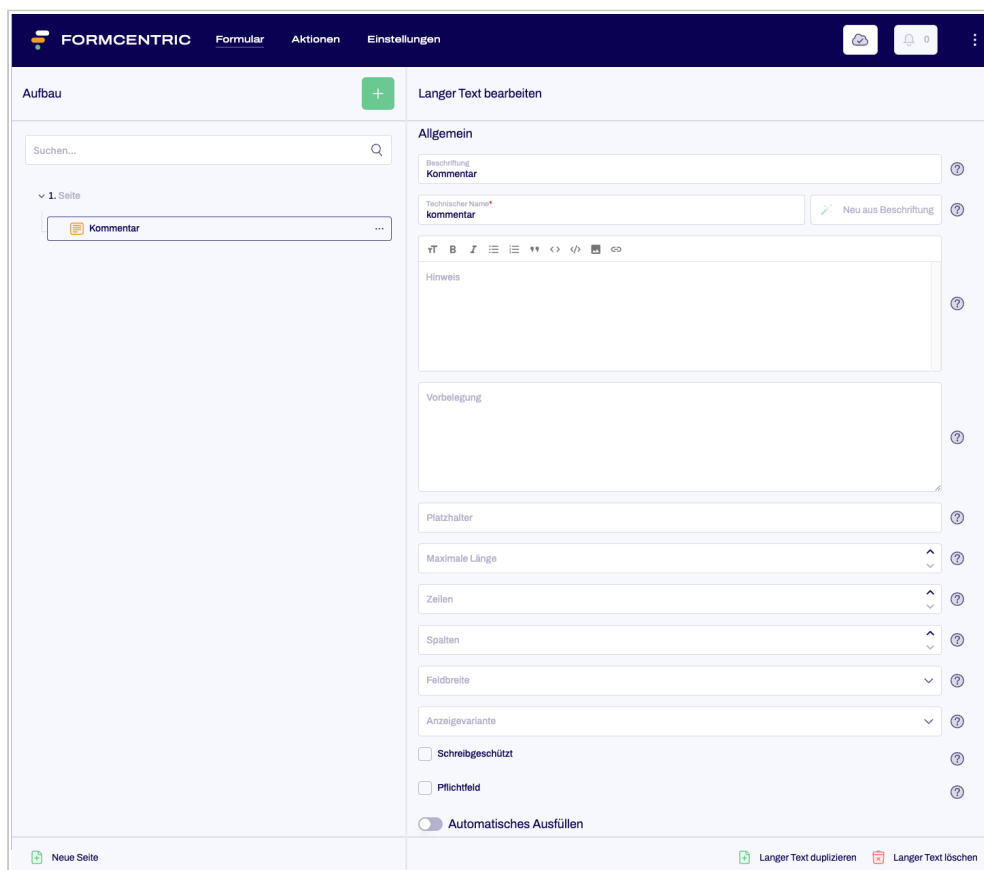 FORMCENTRIC Formular Aktionen Einstellungen 0
Aufbau
Suchen...
1. Seite
Kommentar ...
Neue Seite
Langer Text bearbeiten
Allgemein
Beschriftung
Kommentar
Technischer Name*
kommentar
Neu aus Beschriftung
Hinweis
Vorbelegung
Platzhalter
Maximale Länge
Zeilen
Spalten
Feldbreite
Anzeigevariante
Schreibgeschützt
Pflichtfeld
Automatisches Ausfüllen
Langer Text duplizieren Langer Text löschen